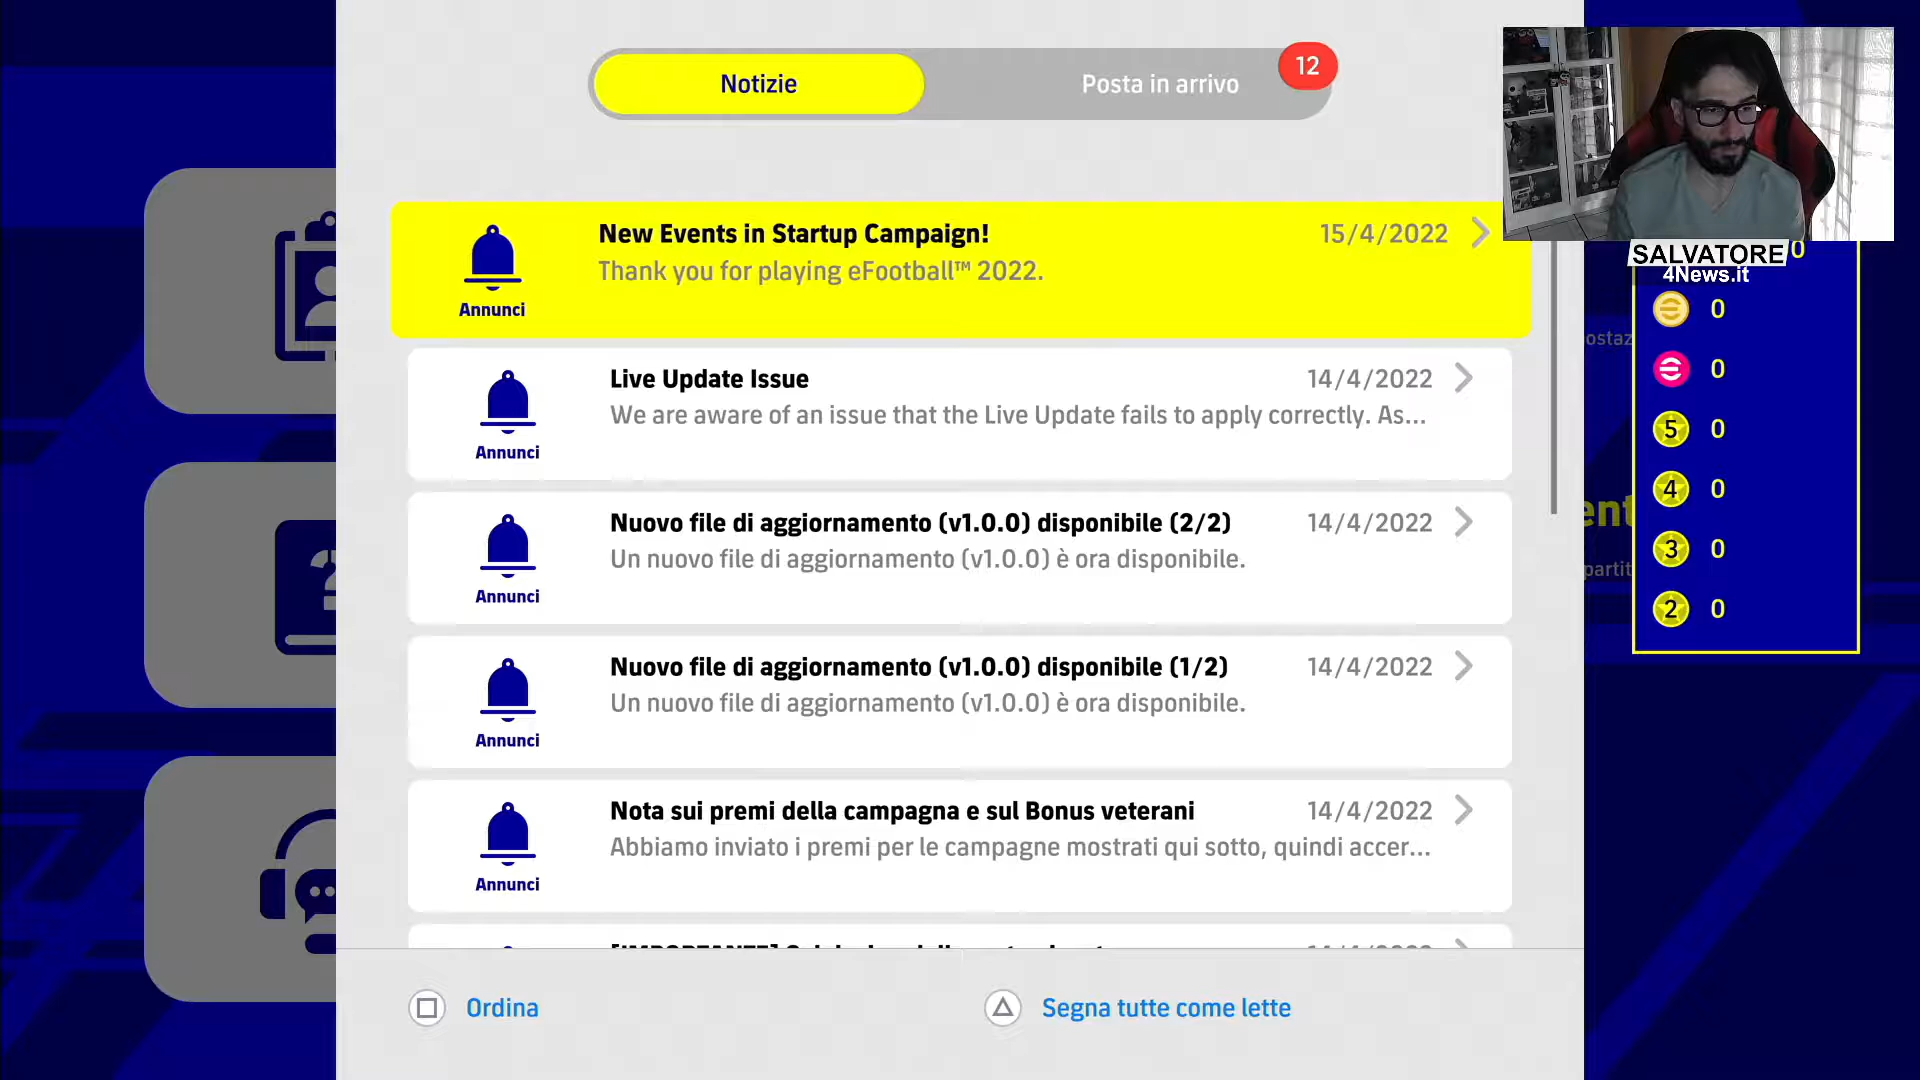 Notizie
Posta in arrivo
12
New Events in Startup Campaign!
15/4/2022
Thank you for playing eFootball™ 2022.
Annunci
Live Update Issue
14/4/2022
We are aware of an issue that the Live Update fails to apply correctly. As...
Annunci
Nuovo file di aggiornamento (v1.0.0) disponibile (2/2)
14/4/2022
Un nuovo file di aggiornamento (v1.0.0) è ora disponibile.
Annunci
Nuovo file di aggiornamento (v1.0.0) disponibile (1/2)
14/4/2022
Un nuovo file di aggiornamento (v1.0.0) è ora disponibile.
Annunci
Nota sui premi della campagna e sul Bonus veterani
14/4/2022
Abbiamo inviato i premi per le campagne mostrati qui sotto, quindi accer...
Annunci
Ordina
Segna tutte come lette
SALVATORE
4News.it
0
0
0
5 0
4 0
3 0
2 0
ostaz
ent
partit